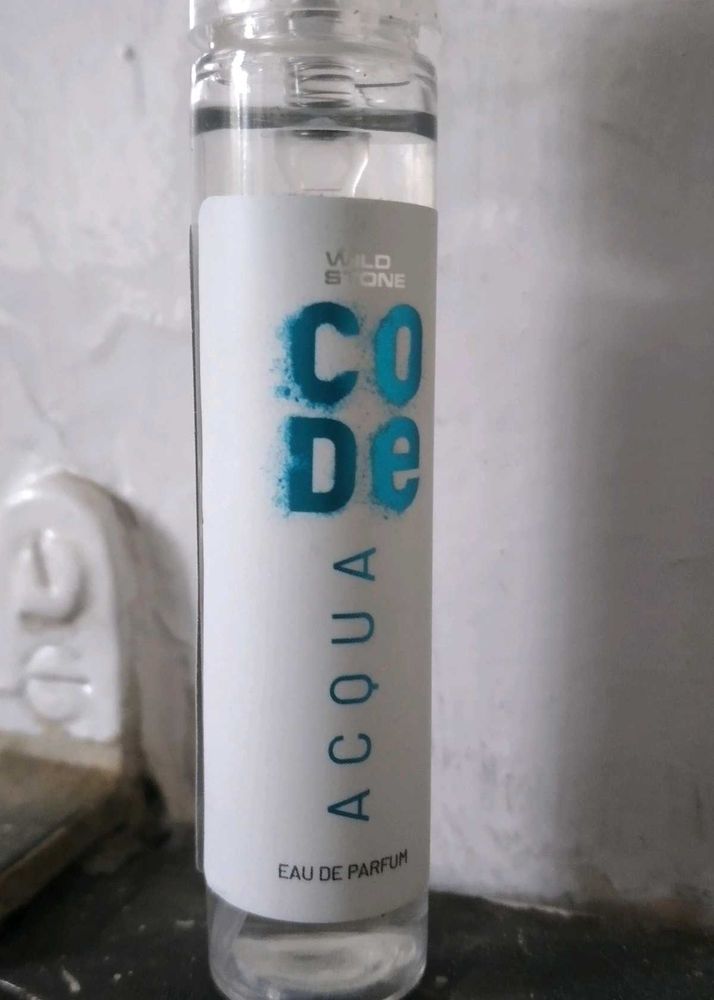 WILD
STONE
CO
De
ACQUA
EAU DE PARFUM